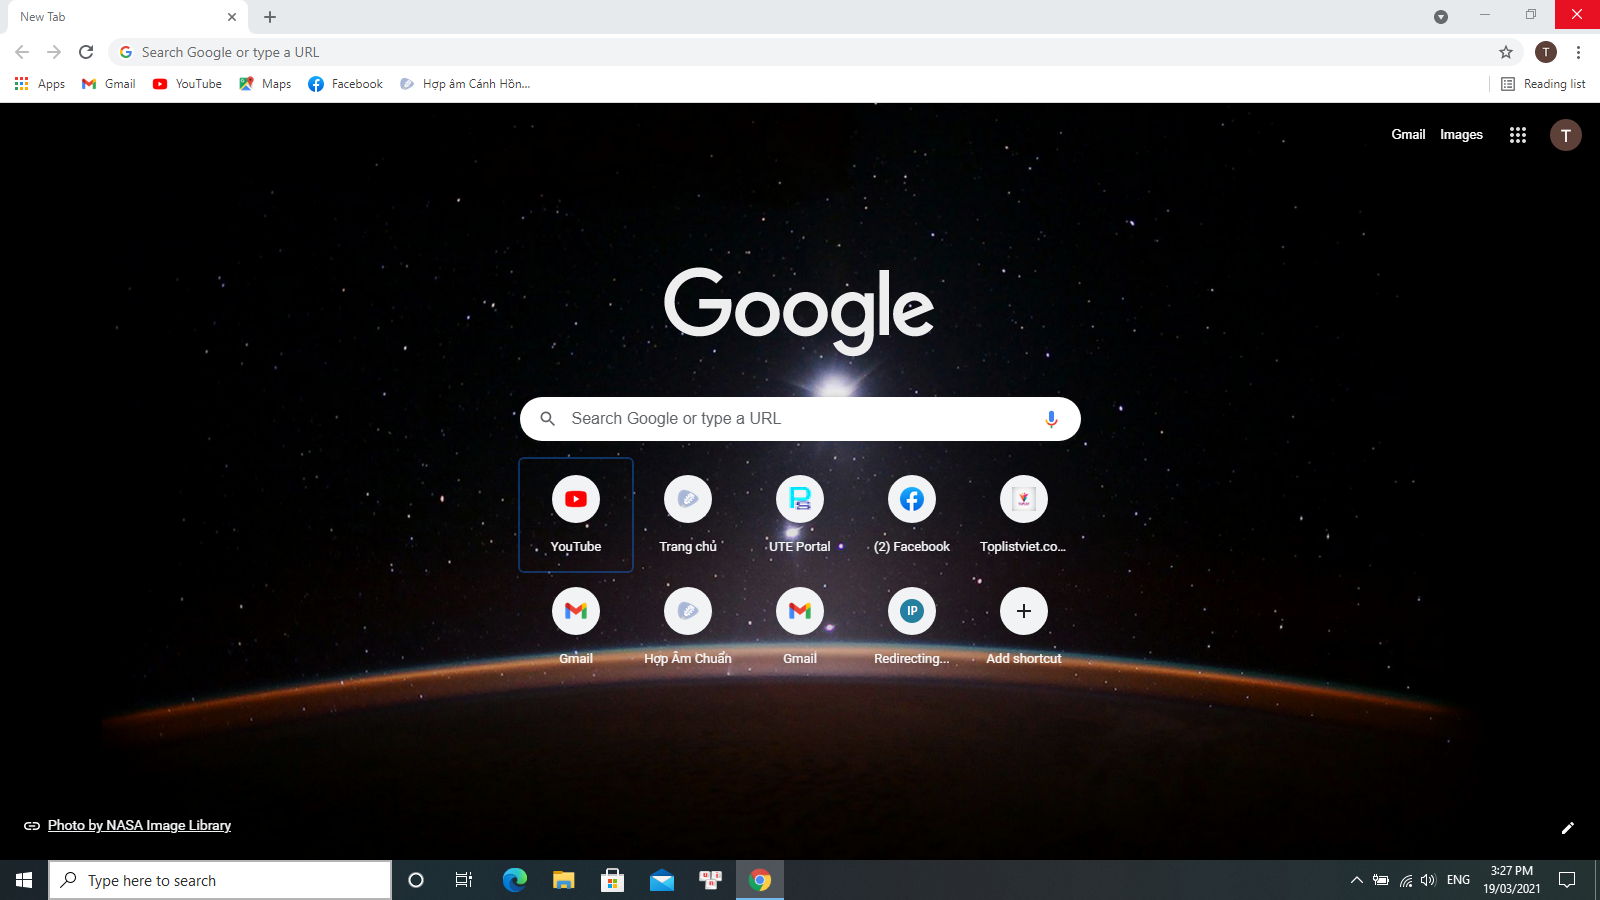 New Tab
Search Google or type a URL
Apps Gmail YouTube Maps Facebook Hợp âm Cánh Hồn... Reading list
T
Gmail Images T
Google
Search Google or type a URL
YouTube Trang chủ UTE Portal (2) Facebook Toplistviet.co...
IP
Gmail Hợp Âm Chuẩn Gmail Redirecting... Add shortcut
Photo by NASA Image Library
Type here to search
ENG
3:27 PM
19/03/2021